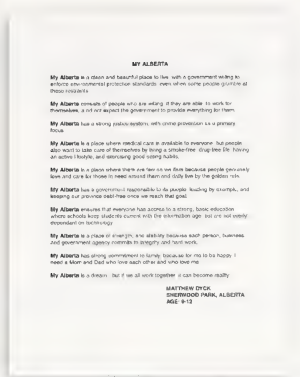 MY ALBERTA
My Alberta is a clean and beautiful place to live with a government willing to
enforce environmental protection standards even when some people grumble at
these restraints
My Alberta consists of people who are willing, if they are able, to work for
themselves, and not expect the government to provide everything for them.
My Alberta has a strong justice system, with crime prevention as a primary
focus.
My Alberta is a place where medical care is available to everyone but people
also want to take care of themselves by living a smoke-free, drug-free life, having
an active lifestyle, and exercising good eating habits.
My Alberta is a place where there are few on welfare because people genuinely
love and care for those in need around them and daily live by the golden rule.
My Alberta has a government responsible to its people, leading by example, and
keeping our province debt-free once we reach that goal.
My Alberta ensures that everyone has access to a strong, basic education
where schools keep students current with the information age but are not overly
dependent on technology
My Alberta is a place of strength and stability because each person, business
and government agency commits to integrity and hard work.
My Alberta has strong commitment to family because for me to be happy I
need a Mom and Dad who love each other and who love me
My Alberta is a dream but if we all work together it can become reality
MATTHEW DYCK
SHERWOOD PARK, ALBERTA
AGE: 9-13